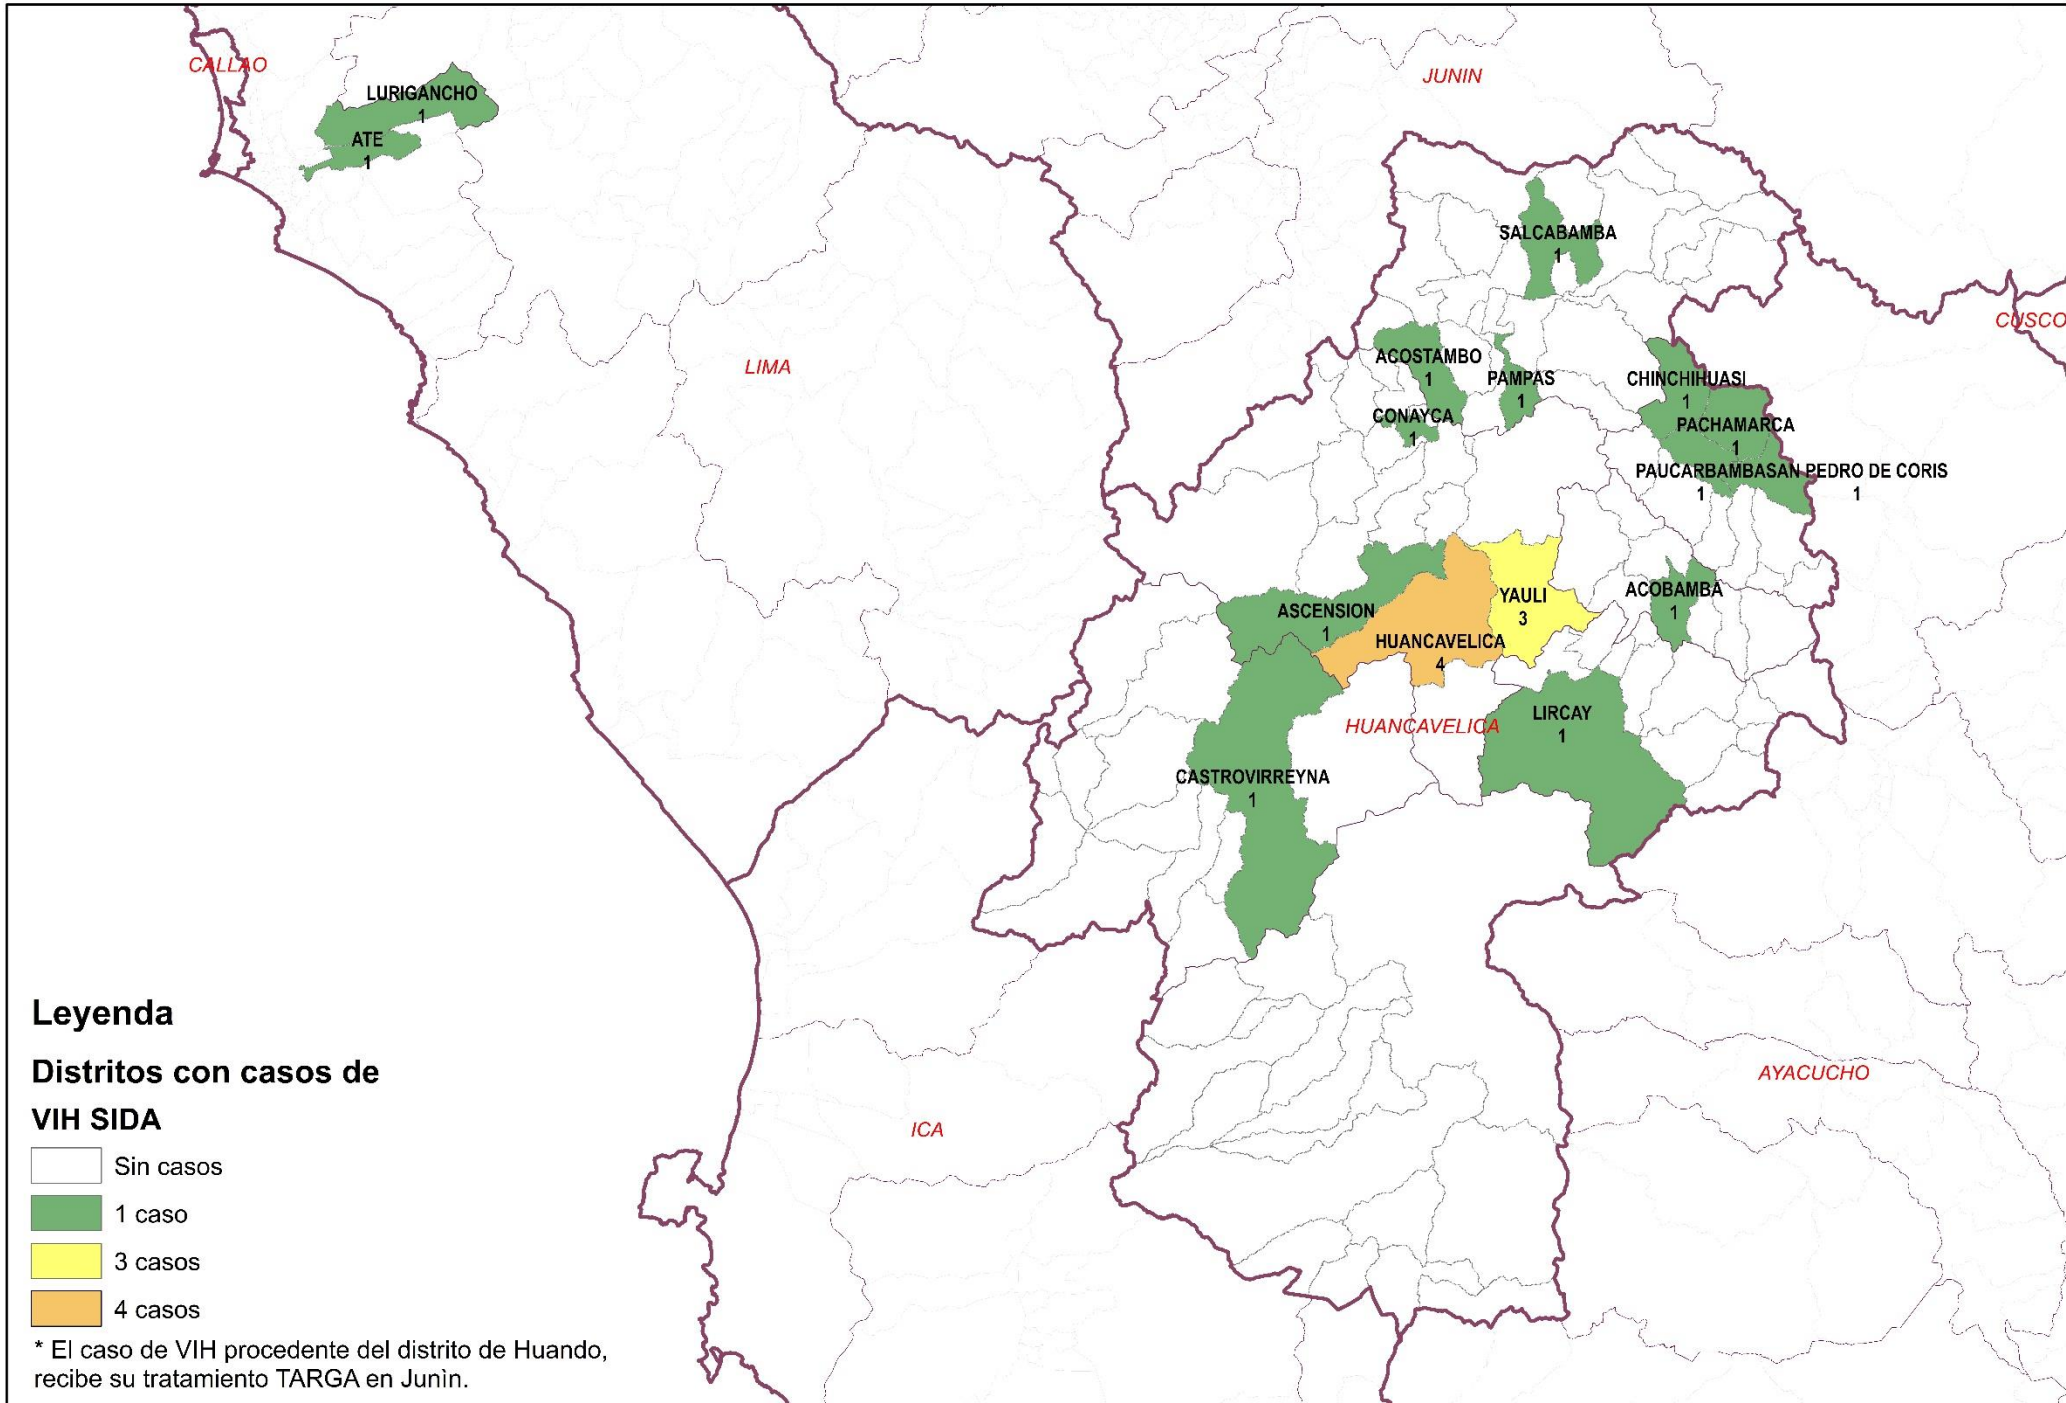 CALLAO
JUNIN
LURIGANCHO
1
ATE
1
SALCABAMBA
1
CUSCO
LIMA
ACOSTAMBO
1
PAMPAS
1
CHINCHIHUASI
1
CONAYCA
1
PACHAMARCA
1
PAUCARBAMBA
1
SAN PEDRO DE CORIS
1
ASCENSION
1
HUANCAVELICA
4
YAULI
3
ACOBAMBA
1
HUANCAVELICA
LIRCAY
1
CASTROVIRREYNA
1
AYACUCHO
ICA
Leyenda
Distritos con casos de
VIH SIDA
Sin casos
1 caso
3 casos
4 casos
* El caso de VIH procedente del distrito de Huando,
recibe su tratamiento TARGA en Junìn.